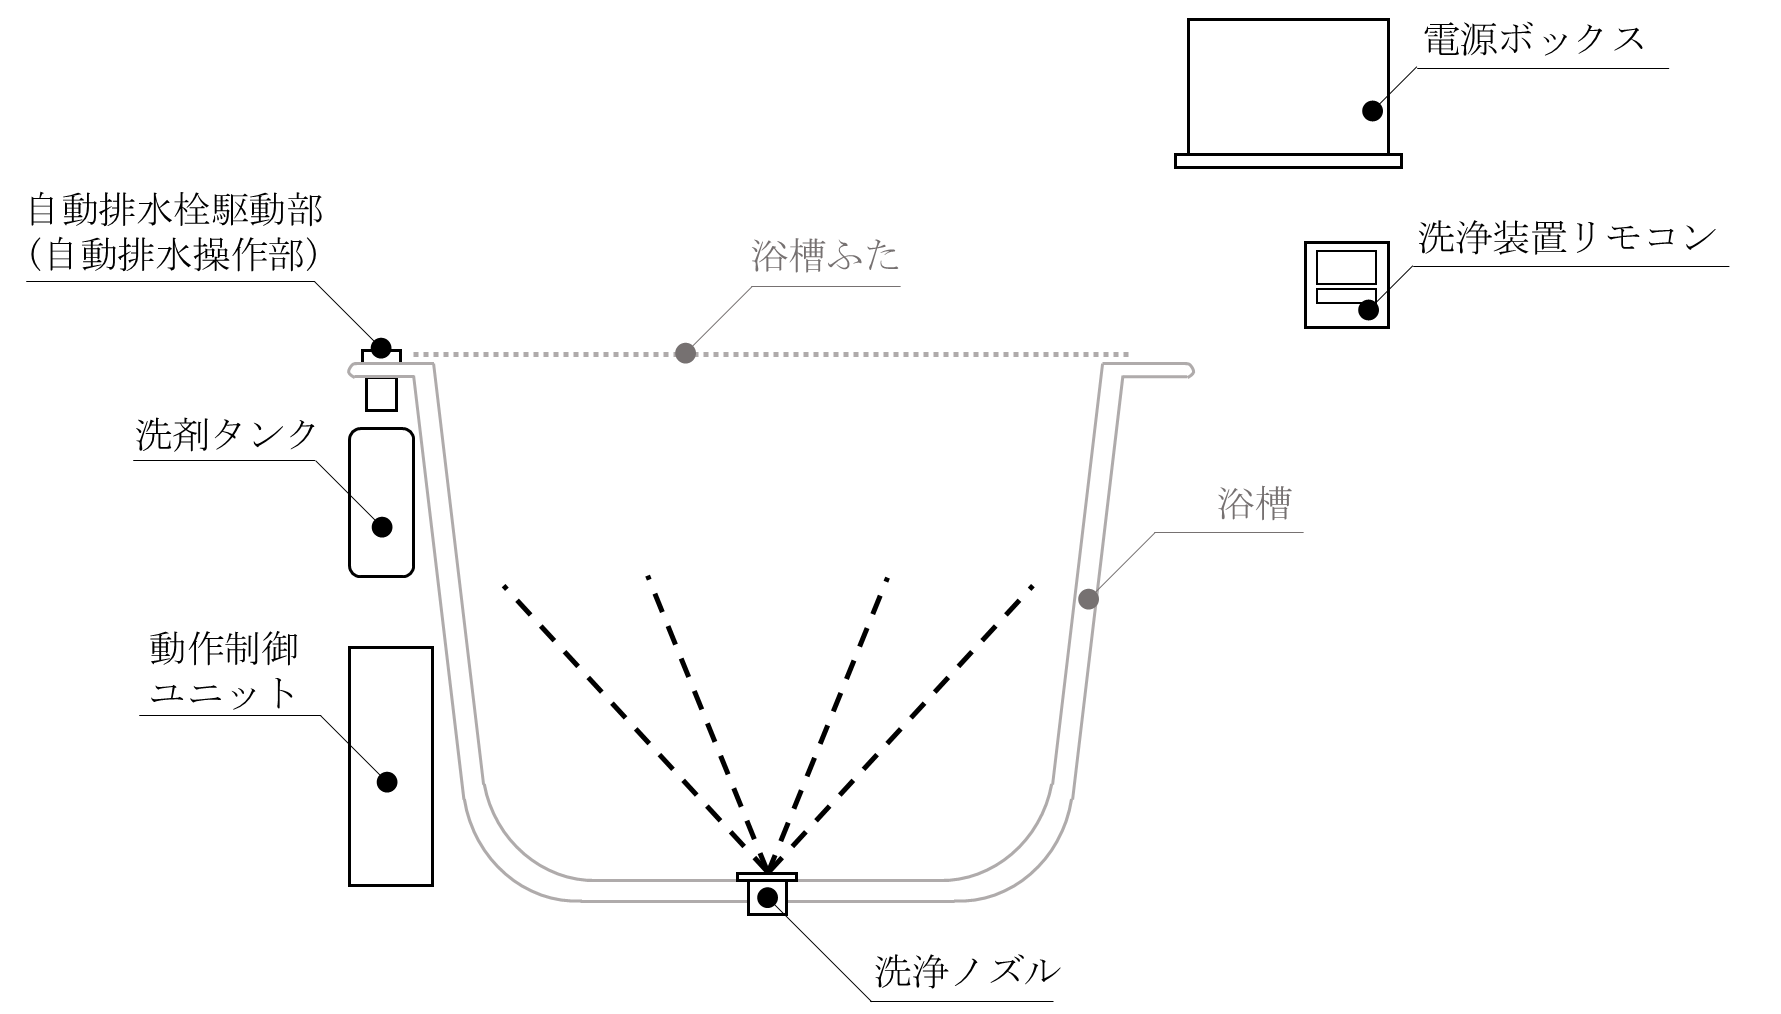 電源ボックス
自動排水栓駆動部
（自動排水操作部）
浴槽ふた
洗浄装置リモコン
洗剤タンク
浴槽
動作制御
ユニット
洗浄ノズル